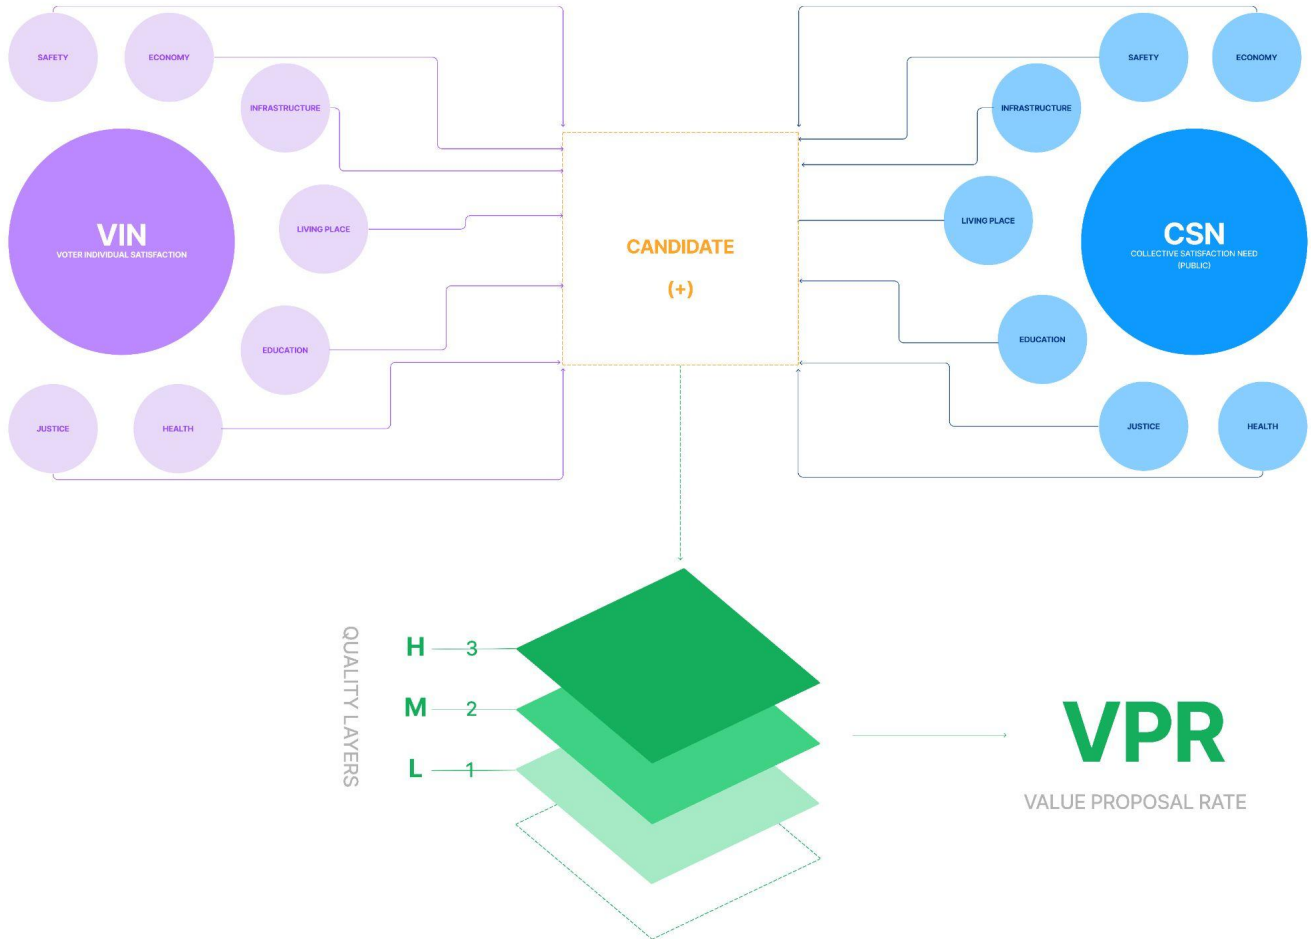 SAFETY
ECONOMY
INFRASTRUCTURE
VIN
VOTER INDIVIDUAL SATISFACTION
LIVING PLACE
EDUCATION
JUSTICE
HEALTH
CANDIDATE
(+)
SAFETY
ECONOMY
INFRASTRUCTURE
LIVING PLACE
CSN
COLLECTIVE SATISFACTION NEED
(PUBLIC)
EDUCATION
JUSTICE
HEALTH
QUALITY LAYERS
H 3
M 2
L 1
VPR
VALUE PROPOSAL RATE